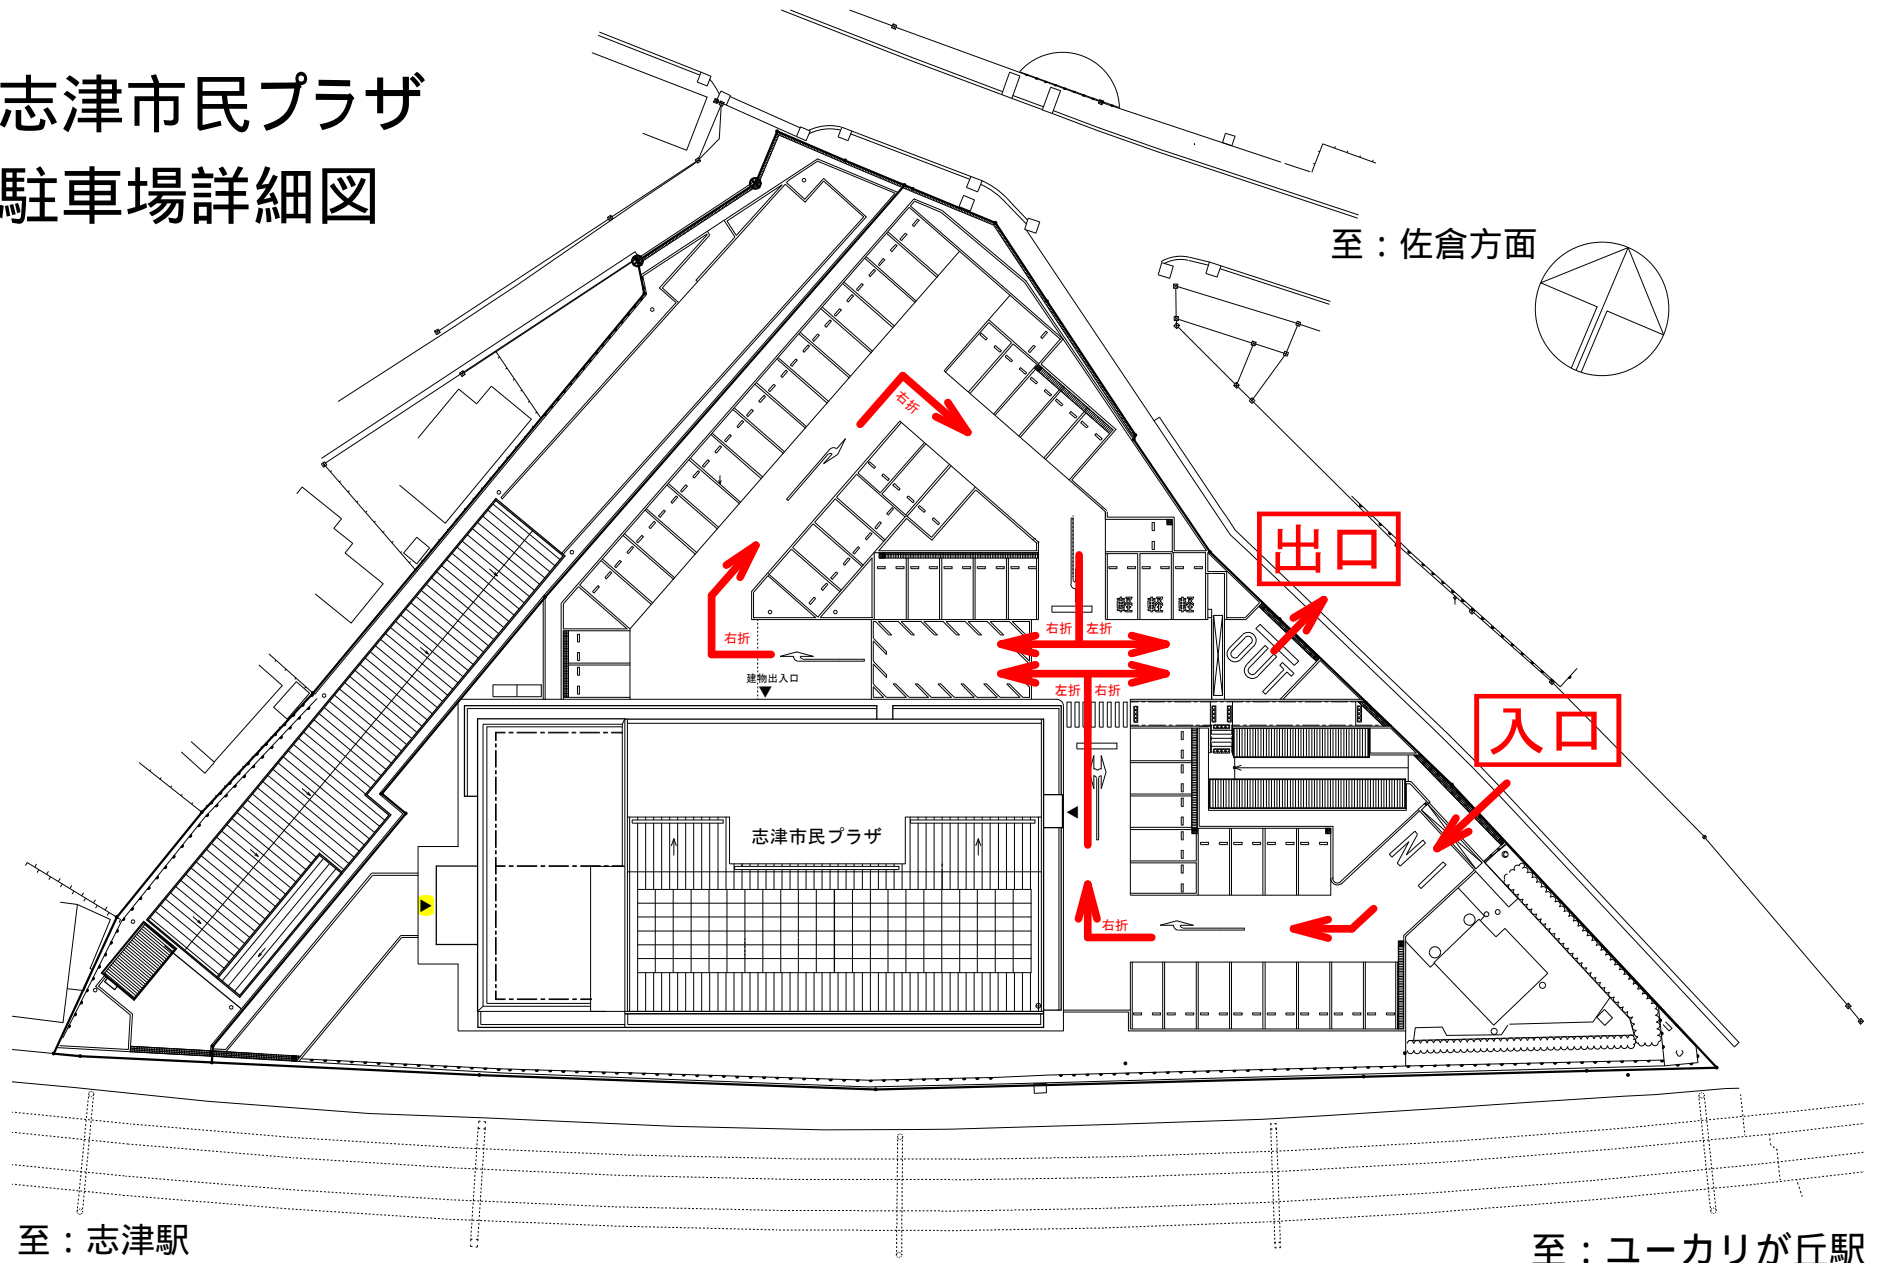 志津市民プラザ
駐車場詳細図
至：佐倉方面
右折
出口
軽 軽 軽
右折 左折
右折
OUT
建物出入口
左折 右折
入口
志津市民プラザ
IN
右折
至：志津駅
至：ユーカリが丘駅